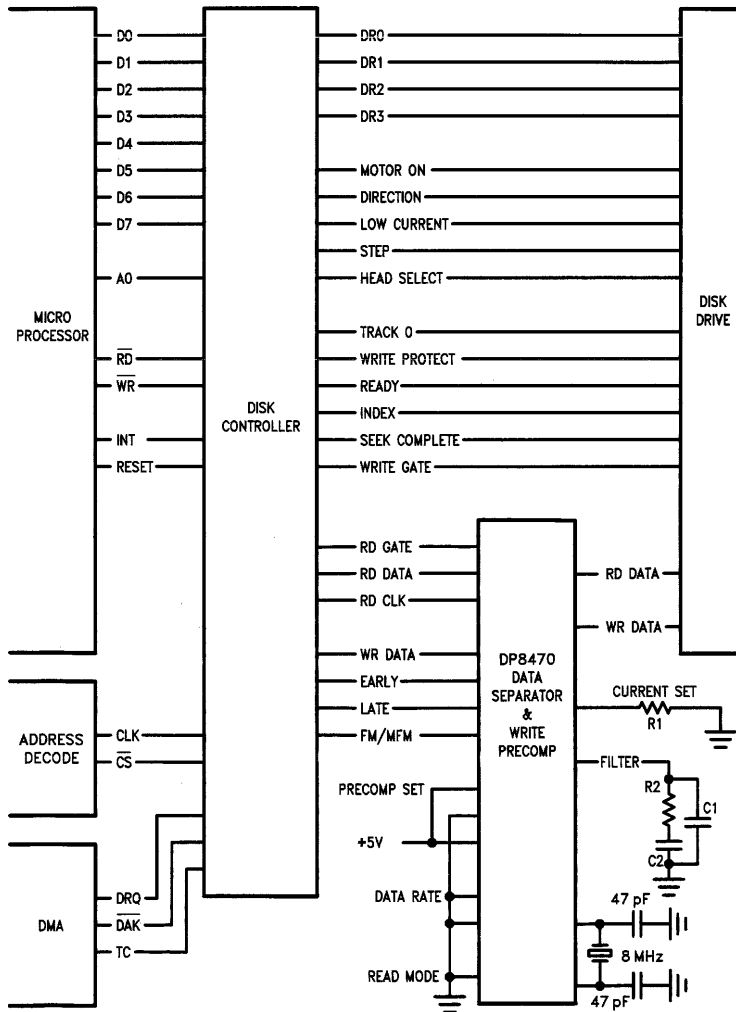 D0
D1
D2
D3
D4
D5
D6
D7
A0
MICRO
PROCESSOR
R̅D̅
W̅R̅
INT
RESET
DISK
CONTROLLER
DR0
DR1
DR2
DR3
MOTOR ON
DIRECTION
LOW CURRENT
STEP
HEAD SELECT
TRACK 0
WRITE PROTECT
READY
INDEX
SEEK COMPLETE
WRITE GATE
DISK
DRIVE
RD GATE
RD DATA
RD CLK
WR DATA
EARLY
LATE
FM/MFM
DP8470
DATA
SEPARATOR
&
WRITE
PRECOMP
RD DATA
WR DATA
CURRENT SET
R1
FILTER
R2
C1
C2
ADDRESS
DECODE
CLK
C̅S̅
PRECOMP SET
+5V
DATA RATE
READ MODE
DMA
DRQ
D̅A̅K̅
TC
47 pF
8 MHz
47 pF